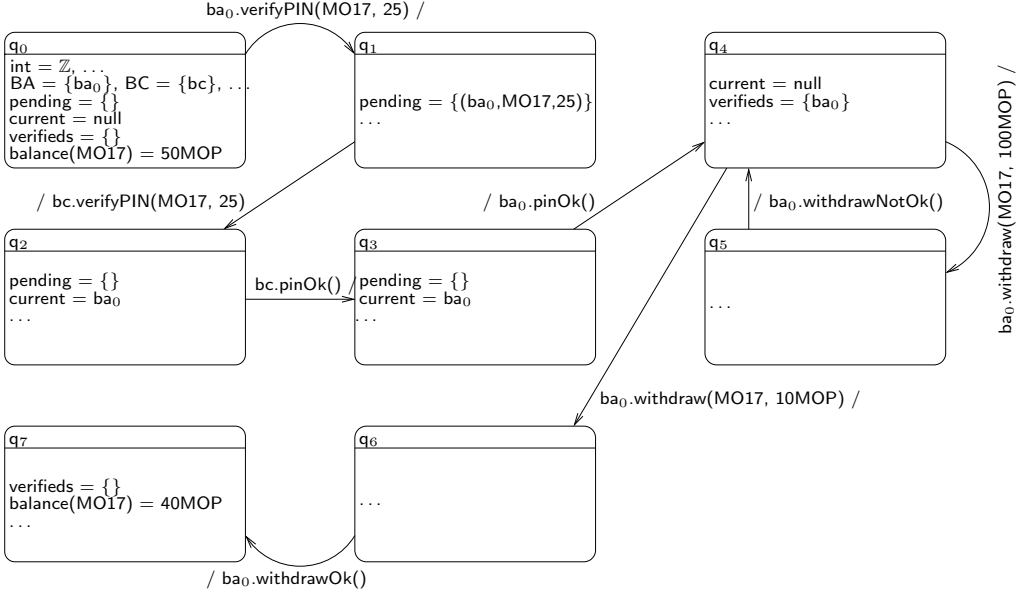 ba₀.verifyPIN(MO17, 25) /
q₀
int = ℤ, ...
BA = {ba₀}, BC = {bc}, ...
pending = {}
current = null
verifieds = {}
balance(MO17) = 50MOP
q₁
pending = {(ba₀,MO17,25)}
...
q₄
current = null
verifieds = {ba₀}
...
ba₀.withdraw(MO17, 100MOP) /
/ bc.verifyPIN(MO17, 25)
/ ba₀.pinOk()
/ ba₀.withdrawNotOk()
q₂
pending = {}
current = ba₀
...
bc.pinOk() /
q₃
pending = {}
current = ba₀
...
q₅
...
ba₀.withdraw(MO17, 10MOP) /
q₇
verifieds = {}
balance(MO17) = 40MOP
...
q₆
...
/ ba₀.withdrawOk()